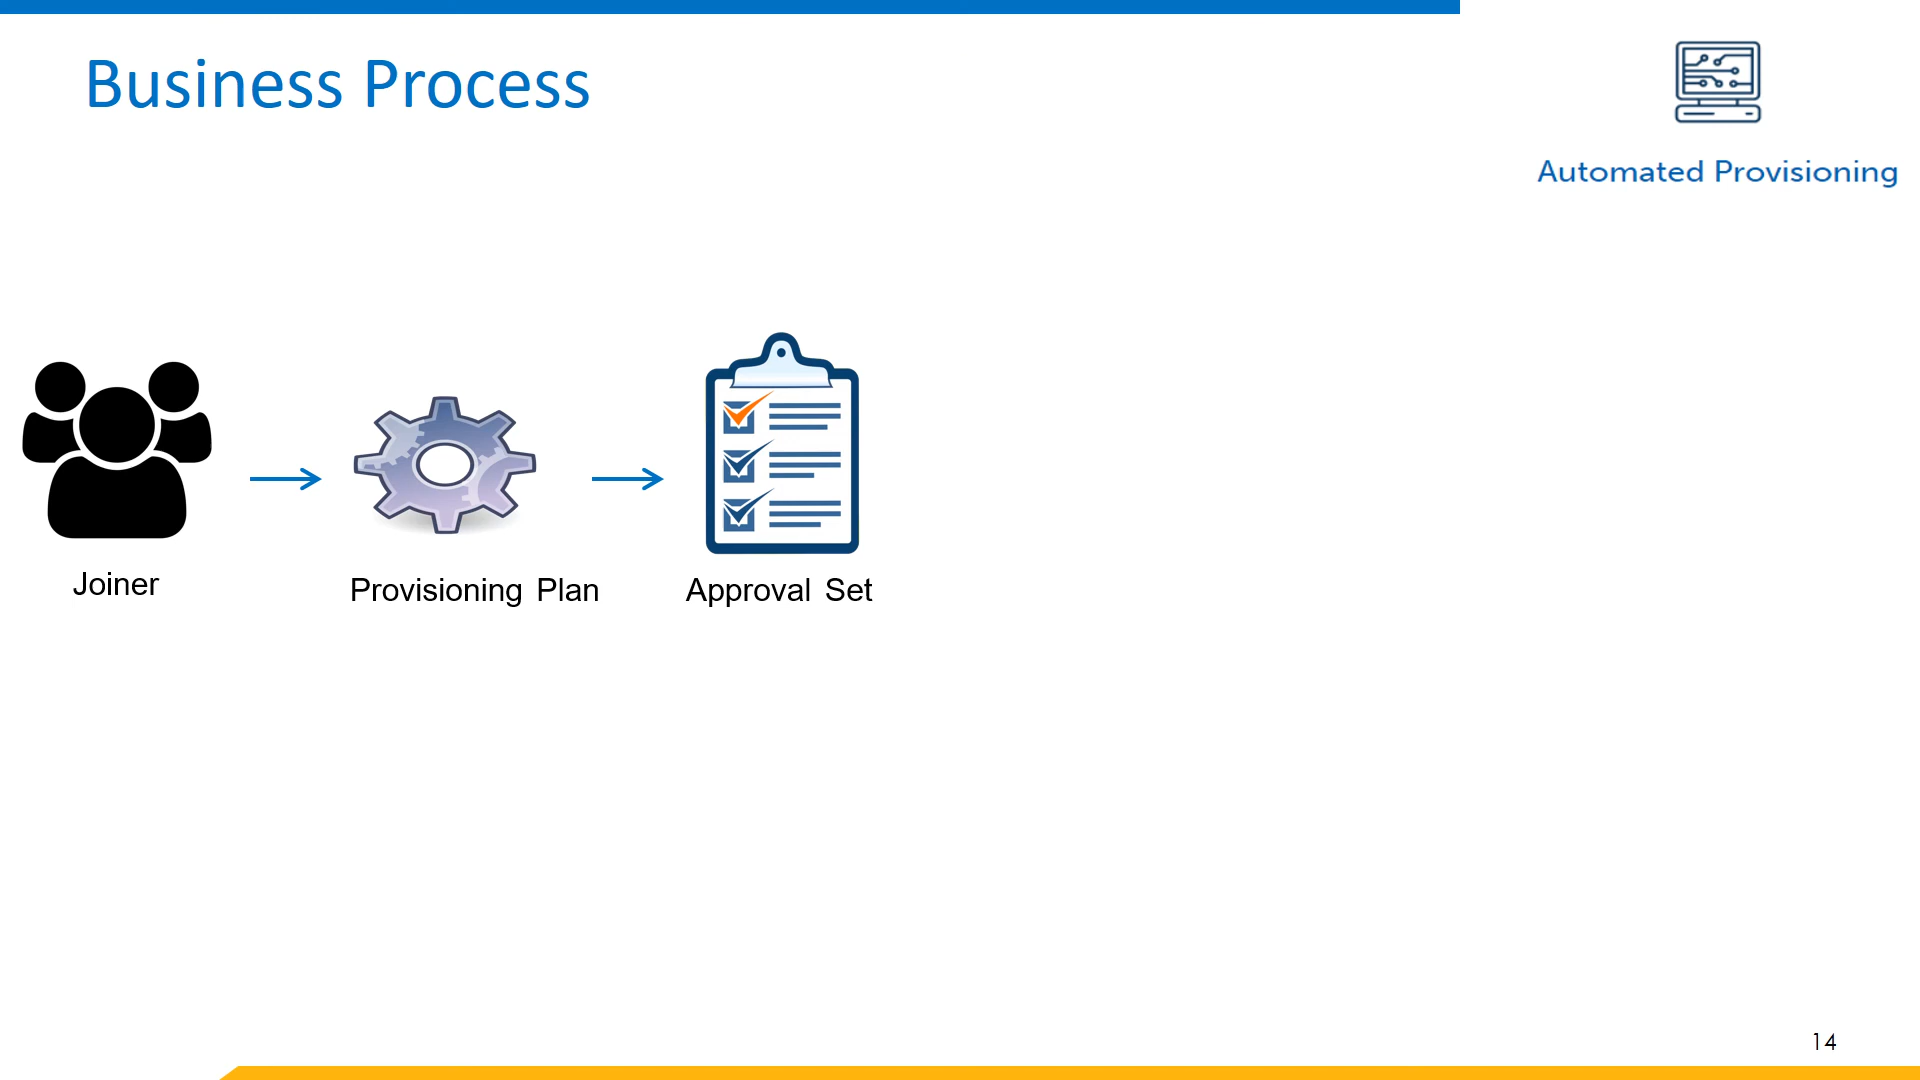 Business Process
Automated Provisioning
Joiner
Provisioning Plan
Approval Set
14